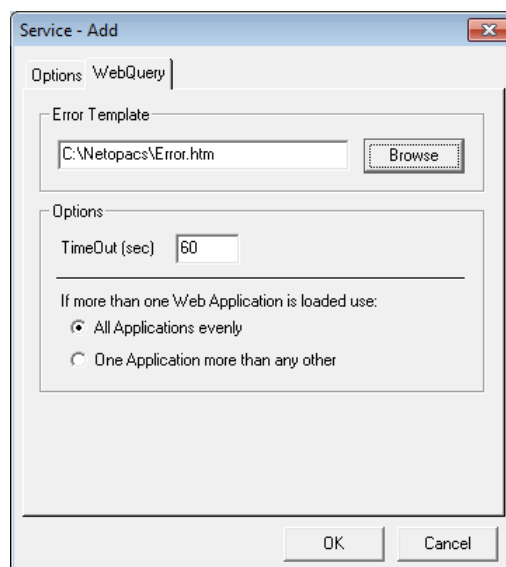 Service - Add
Options WebQuery
Error Template
C:\Netopacs\Error.htm Browse
Options
TimeOut (sec) 60
If more than one Web Application is loaded use:
All Applications evenly
One Application more than any other
OK Cancel